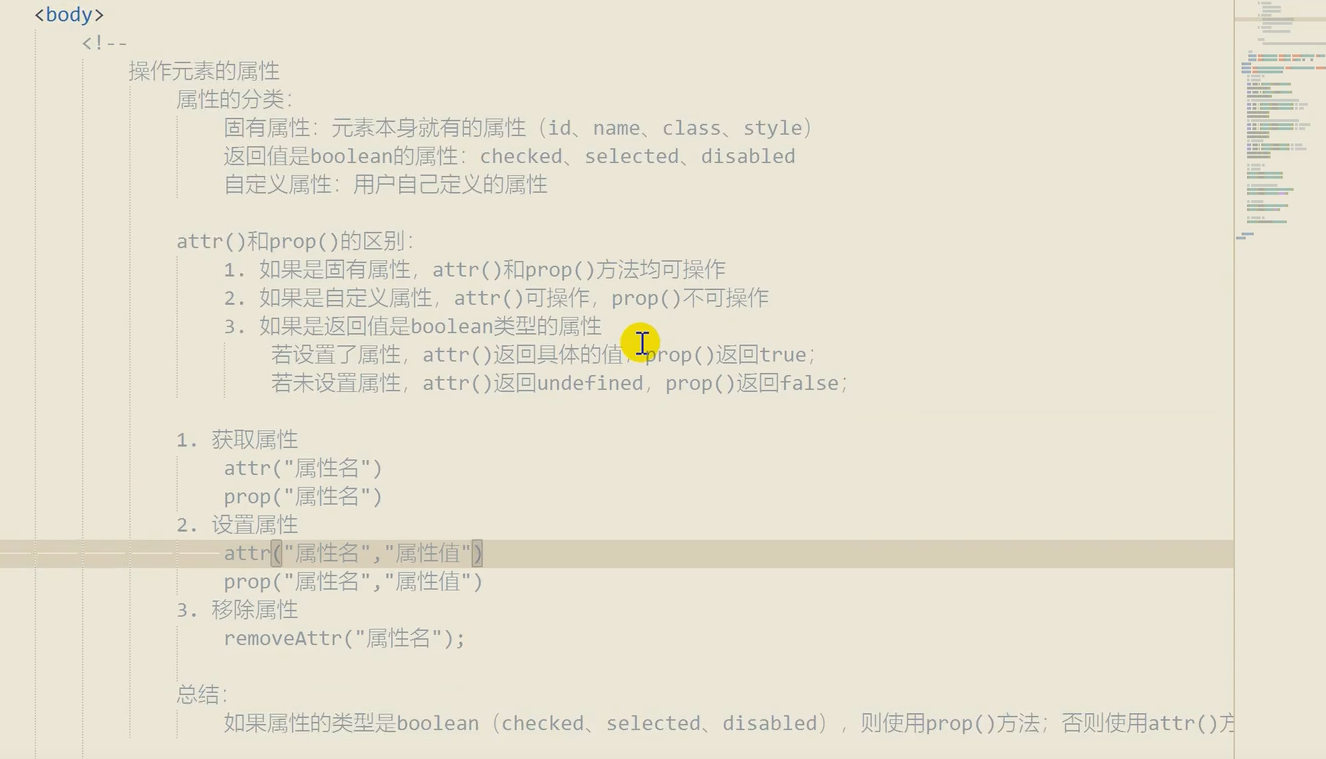 <body>
<!--
操作元素的属性
属性的分类：
固有属性：元素本身就有的属性（id、name、class、style）
返回值是boolean的属性：checked、selected、disabled
自定义属性：用户自己定义的属性
attr()和prop()的区别：
1. 如果是固有属性，attr()和prop()方法均可操作
2. 如果是自定义属性，attr()可操作，prop()不可操作
3. 如果是返回值是boolean类型的属性
若设置了属性，attr()返回具体的值，prop()返回true；
若未设置属性，attr()返回undefined，prop()返回false；
1. 获取属性
attr("属性名")
prop("属性名")
2. 设置属性
attr("属性名","属性值")
prop("属性名","属性值")
3. 移除属性
removeAttr("属性名");
总结：
如果属性的类型是boolean（checked、selected、disabled），则使用prop()方法；否则使用attr()方